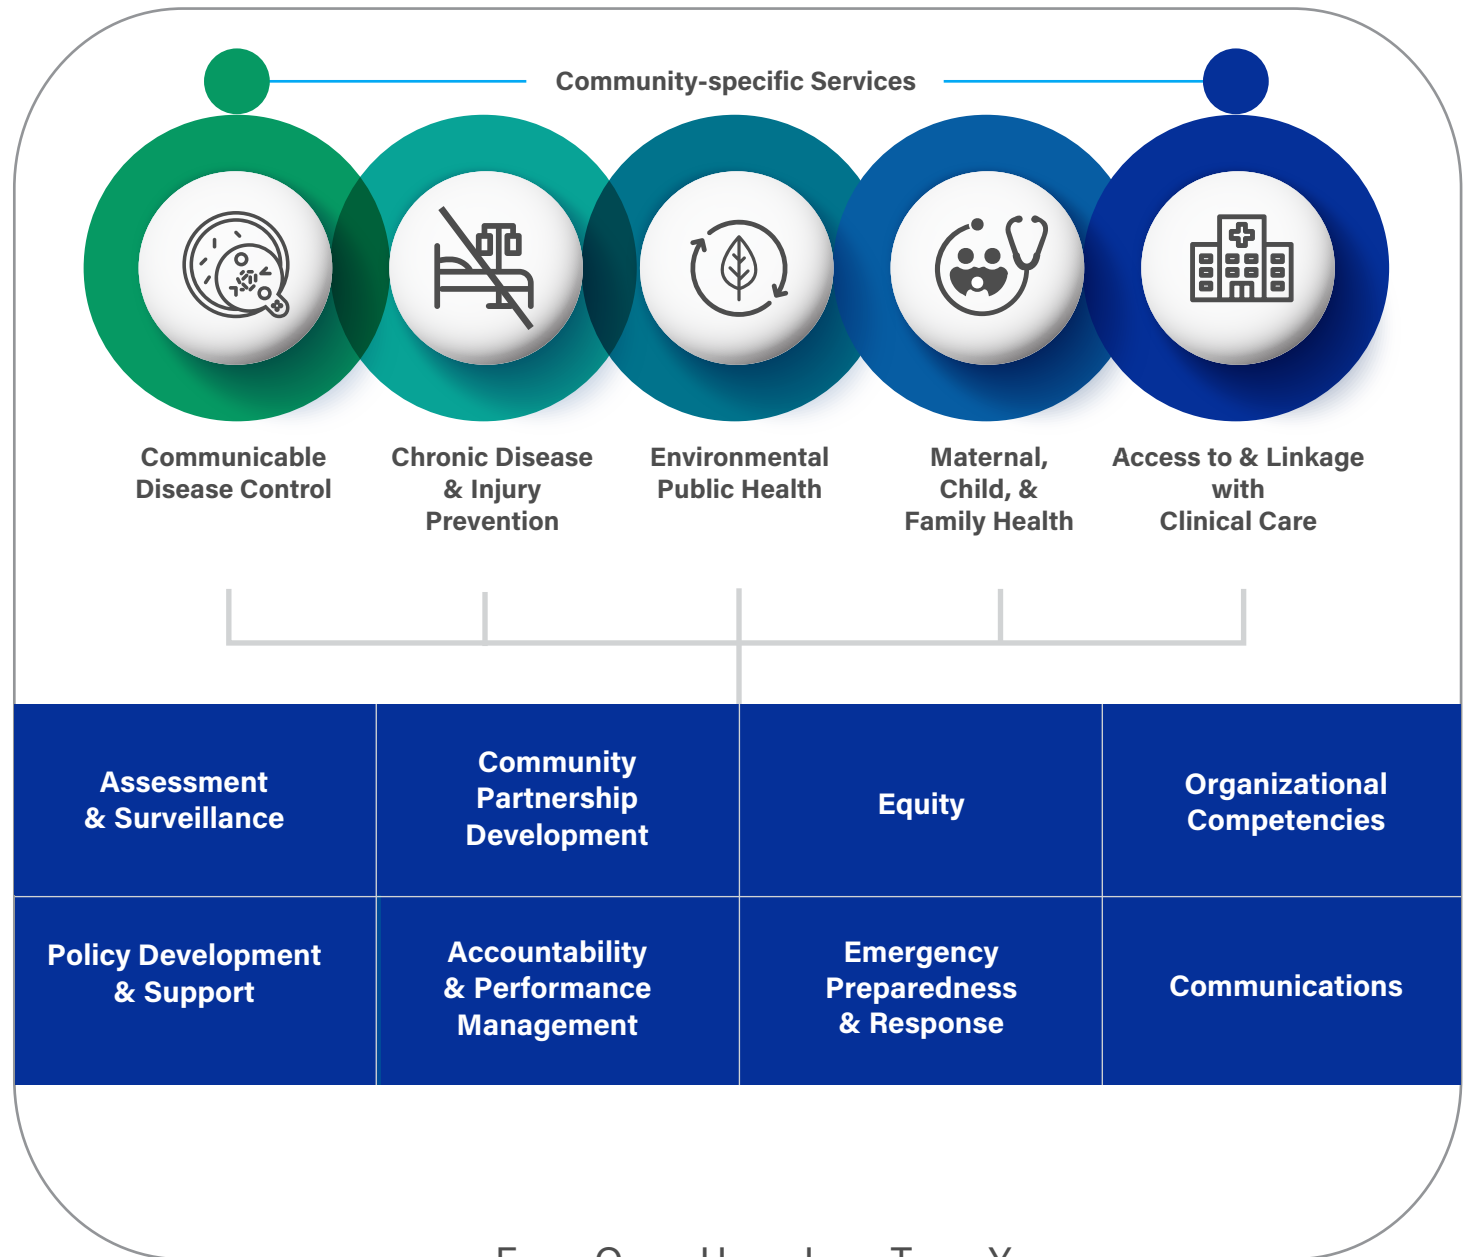 Community-specific Services
Communicable
Disease Control
Chronic Disease
& Injury
Prevention
Environmental
Public Health
Maternal,
Child, &
Family Health
Access to & Linkage
with
Clinical Care
Assessment
& Surveillance
Community
Partnership
Development
Equity
Organizational
Competencies
Policy Development
& Support
Accountability
& Performance
Management
Emergency
Preparedness
& Response
Communications